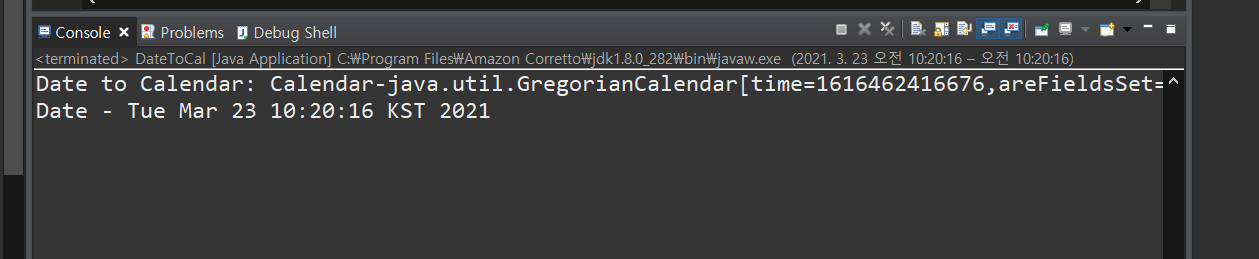 Console Problems Debug Shell
<terminated> DateToCal [Java Application] C:₩Program Files₩Amazon Corretto₩jdk1.8.0_282₩bin₩javaw.exe (2021. 3. 23 오전 10:20:16 – 오전 10:20:16)
Date to Calendar: Calendar-java.util.GregorianCalendar[time=1616462416676,areFieldsSet=
Date - Tue Mar 23 10:20:16 KST 2021